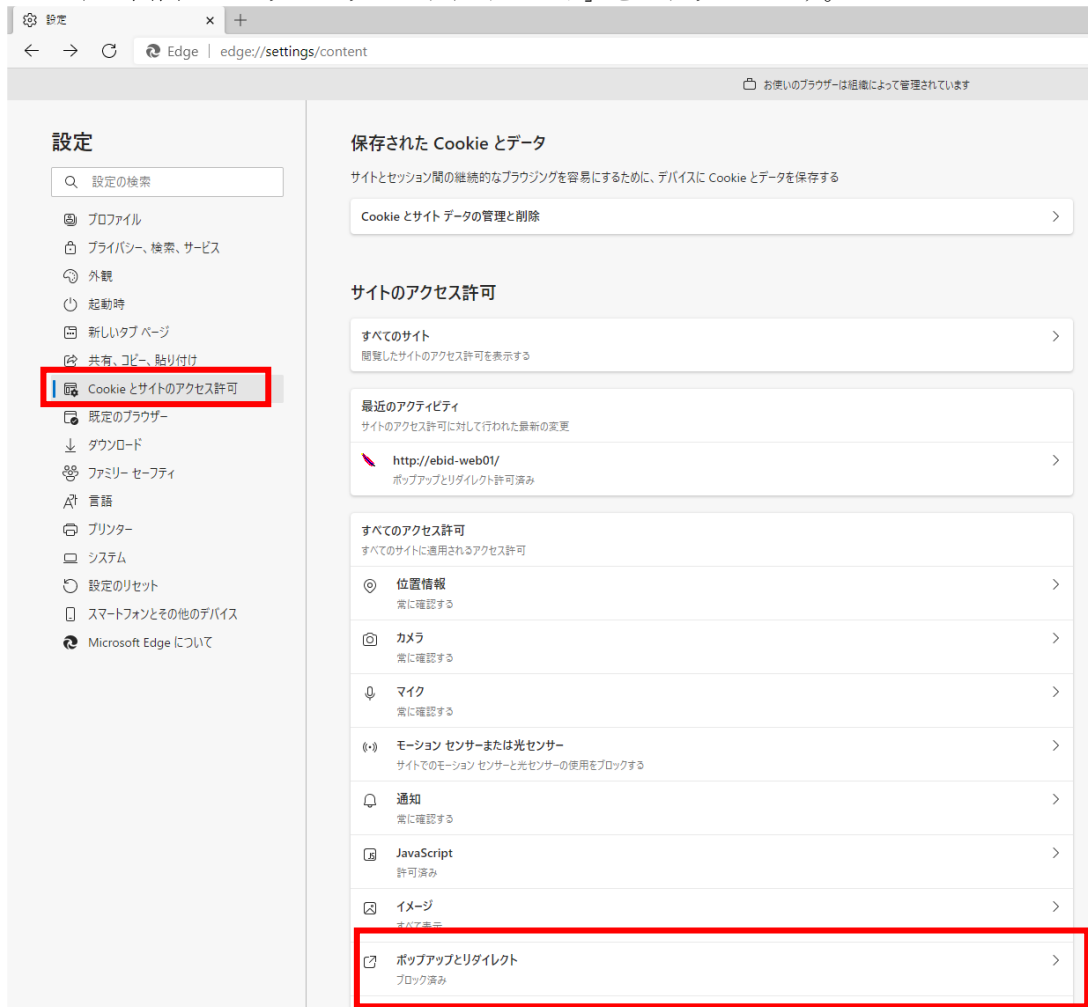 設定
Edge | edge://settings/content
お使いのブラウザーは組織によって管理されています
設定
設定の検索
プロファイル
プライバシー、検索、サービス
外観
起動時
新しいタブ ページ
共有、コピー、貼り付け
Cookie とサイトのアクセス許可
既定のブラウザー
ダウンロード
ファミリー セーフティ
言語
プリンター
システム
設定のリセット
スマートフォンとその他のデバイス
Microsoft Edge について
保存された Cookie とデータ
サイトとセッション間の継続的なブラウジングを容易にするために、デバイスに Cookie とデータを保存する
Cookie とサイト データの管理と削除
サイトのアクセス許可
すべてのサイト
閲覧したサイトのアクセス許可を表示する
最近のアクティビティ
サイトのアクセス許可に対して行われた最新の変更
http://ebid-web01/
ポップアップとリダイレクト許可済み
すべてのアクセス許可
すべてのサイトに適用されるアクセス許可
位置情報
常に確認する
カメラ
常に確認する
マイク
常に確認する
モーション センサーまたは光センサー
サイトでのモーション センサーと光センサーの使用をブロックする
通知
常に確認する
JavaScript
許可済み
イメージ
すべて表示
ポップアップとリダイレクト
ブロック済み